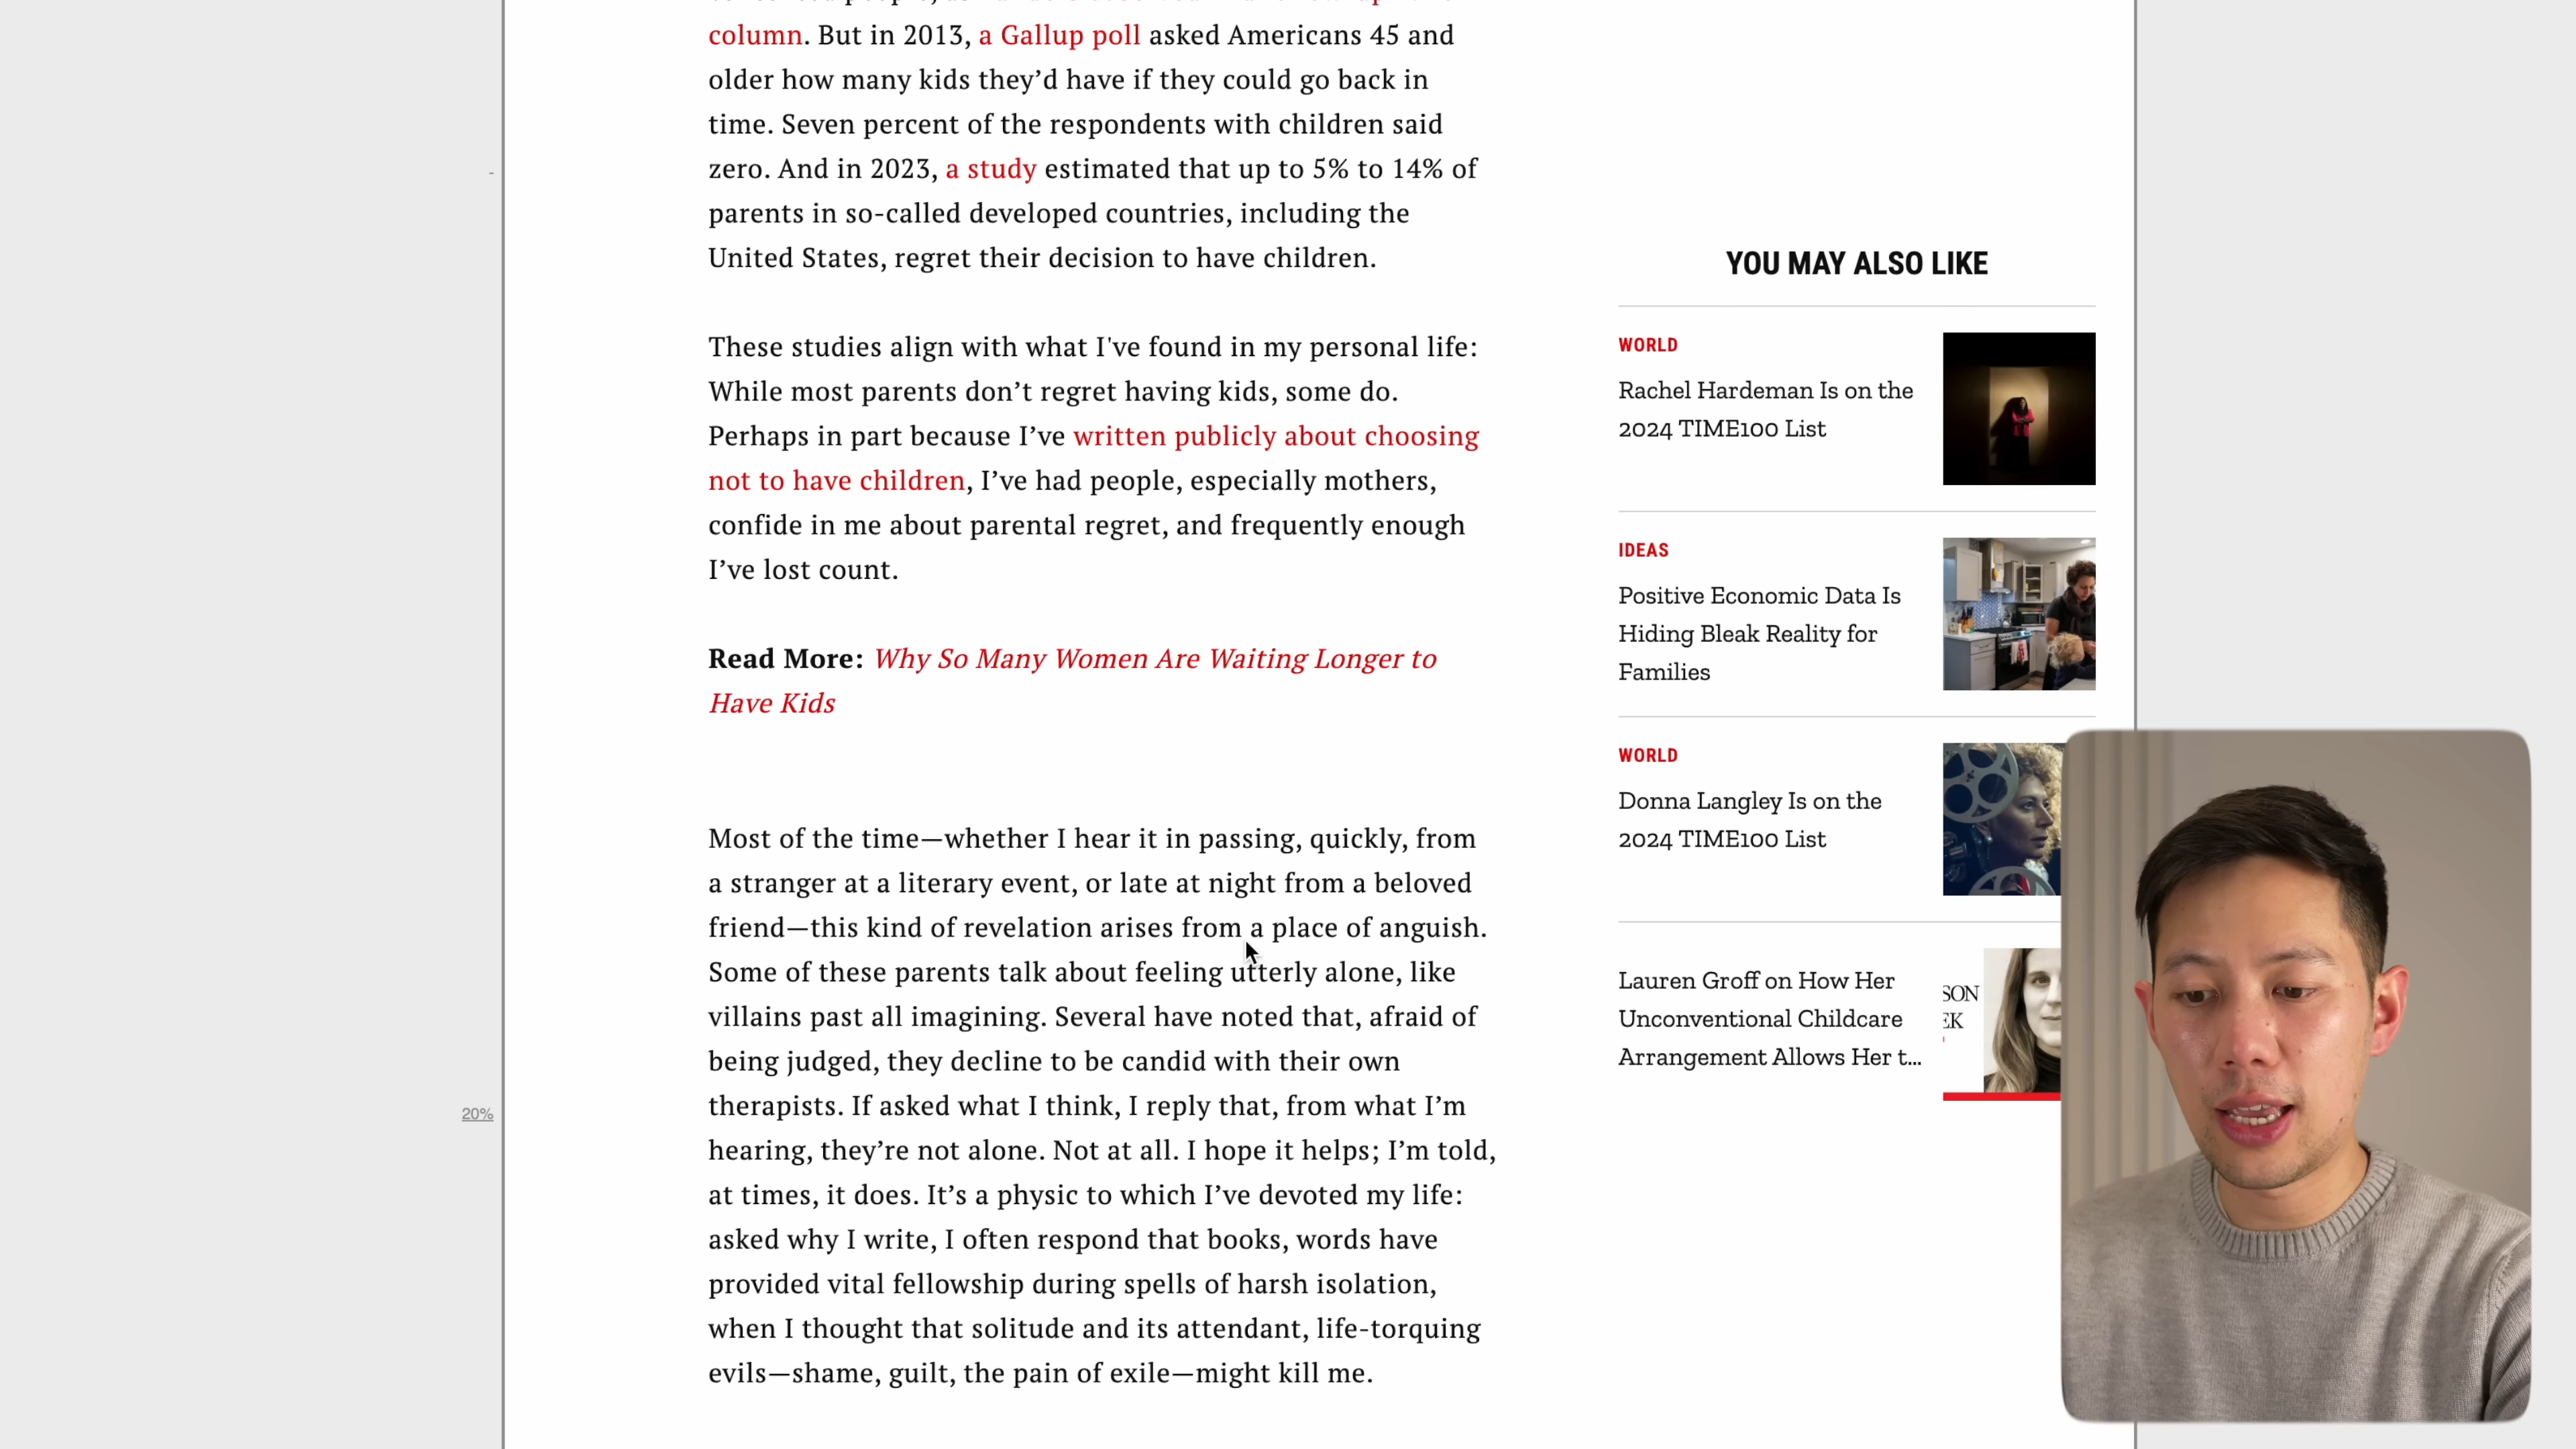 column. But in 2013, a Gallup poll asked Americans 45 and
older how many kids they’d have if they could go back in
time. Seven percent of the respondents with children said
zero. And in 2023, a study estimated that up to 5% to 14% of
parents in so-called developed countries, including the
United States, regret their decision to have children.
These studies align with what I've found in my personal life:
While most parents don’t regret having kids, some do.
Perhaps in part because I’ve written publicly about choosing
not to have children, I’ve had people, especially mothers,
confide in me about parental regret, and frequently enough
I’ve lost count.
Read More: Why So Many Women Are Waiting Longer to
Have Kids
Most of the time—whether I hear it in passing, quickly, from
a stranger at a literary event, or late at night from a beloved
friend—this kind of revelation arises from a place of anguish.
Some of these parents talk about feeling utterly alone, like
villains past all imagining. Several have noted that, afraid of
being judged, they decline to be candid with their own
therapists. If asked what I think, I reply that, from what I’m
hearing, they’re not alone. Not at all. I hope it helps; I’m told,
at times, it does. It’s a physic to which I’ve devoted my life:
asked why I write, I often respond that books, words have
provided vital fellowship during spells of harsh isolation,
when I thought that solitude and its attendant, life-torquing
evils—shame, guilt, the pain of exile—might kill me.
20%
YOU MAY ALSO LIKE
WORLD
Rachel Hardeman Is on the
2024 TIME100 List
IDEAS
Positive Economic Data Is
Hiding Bleak Reality for
Families
WORLD
Donna Langley Is on the
2024 TIME100 List
Lauren Groff on How Her
Unconventional Childcare
Arrangement Allows Her t...
SON
EK